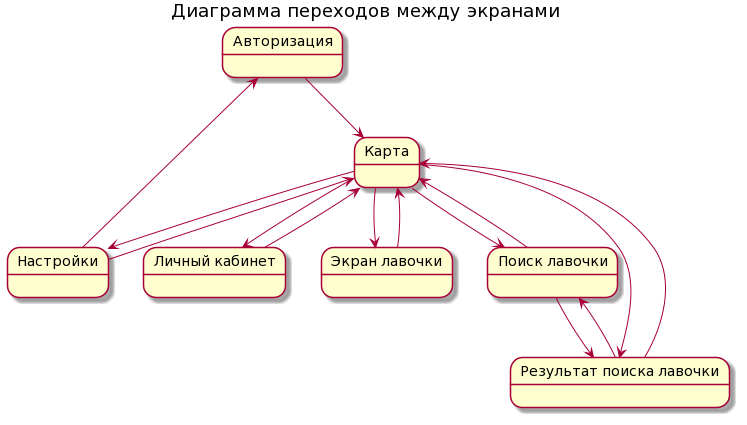 Диаграмма переходов между экранами
Авторизация
Карта
Настройки
Личный кабинет
Экран лавочки
Поиск лавочки
Результат поиска лавочки